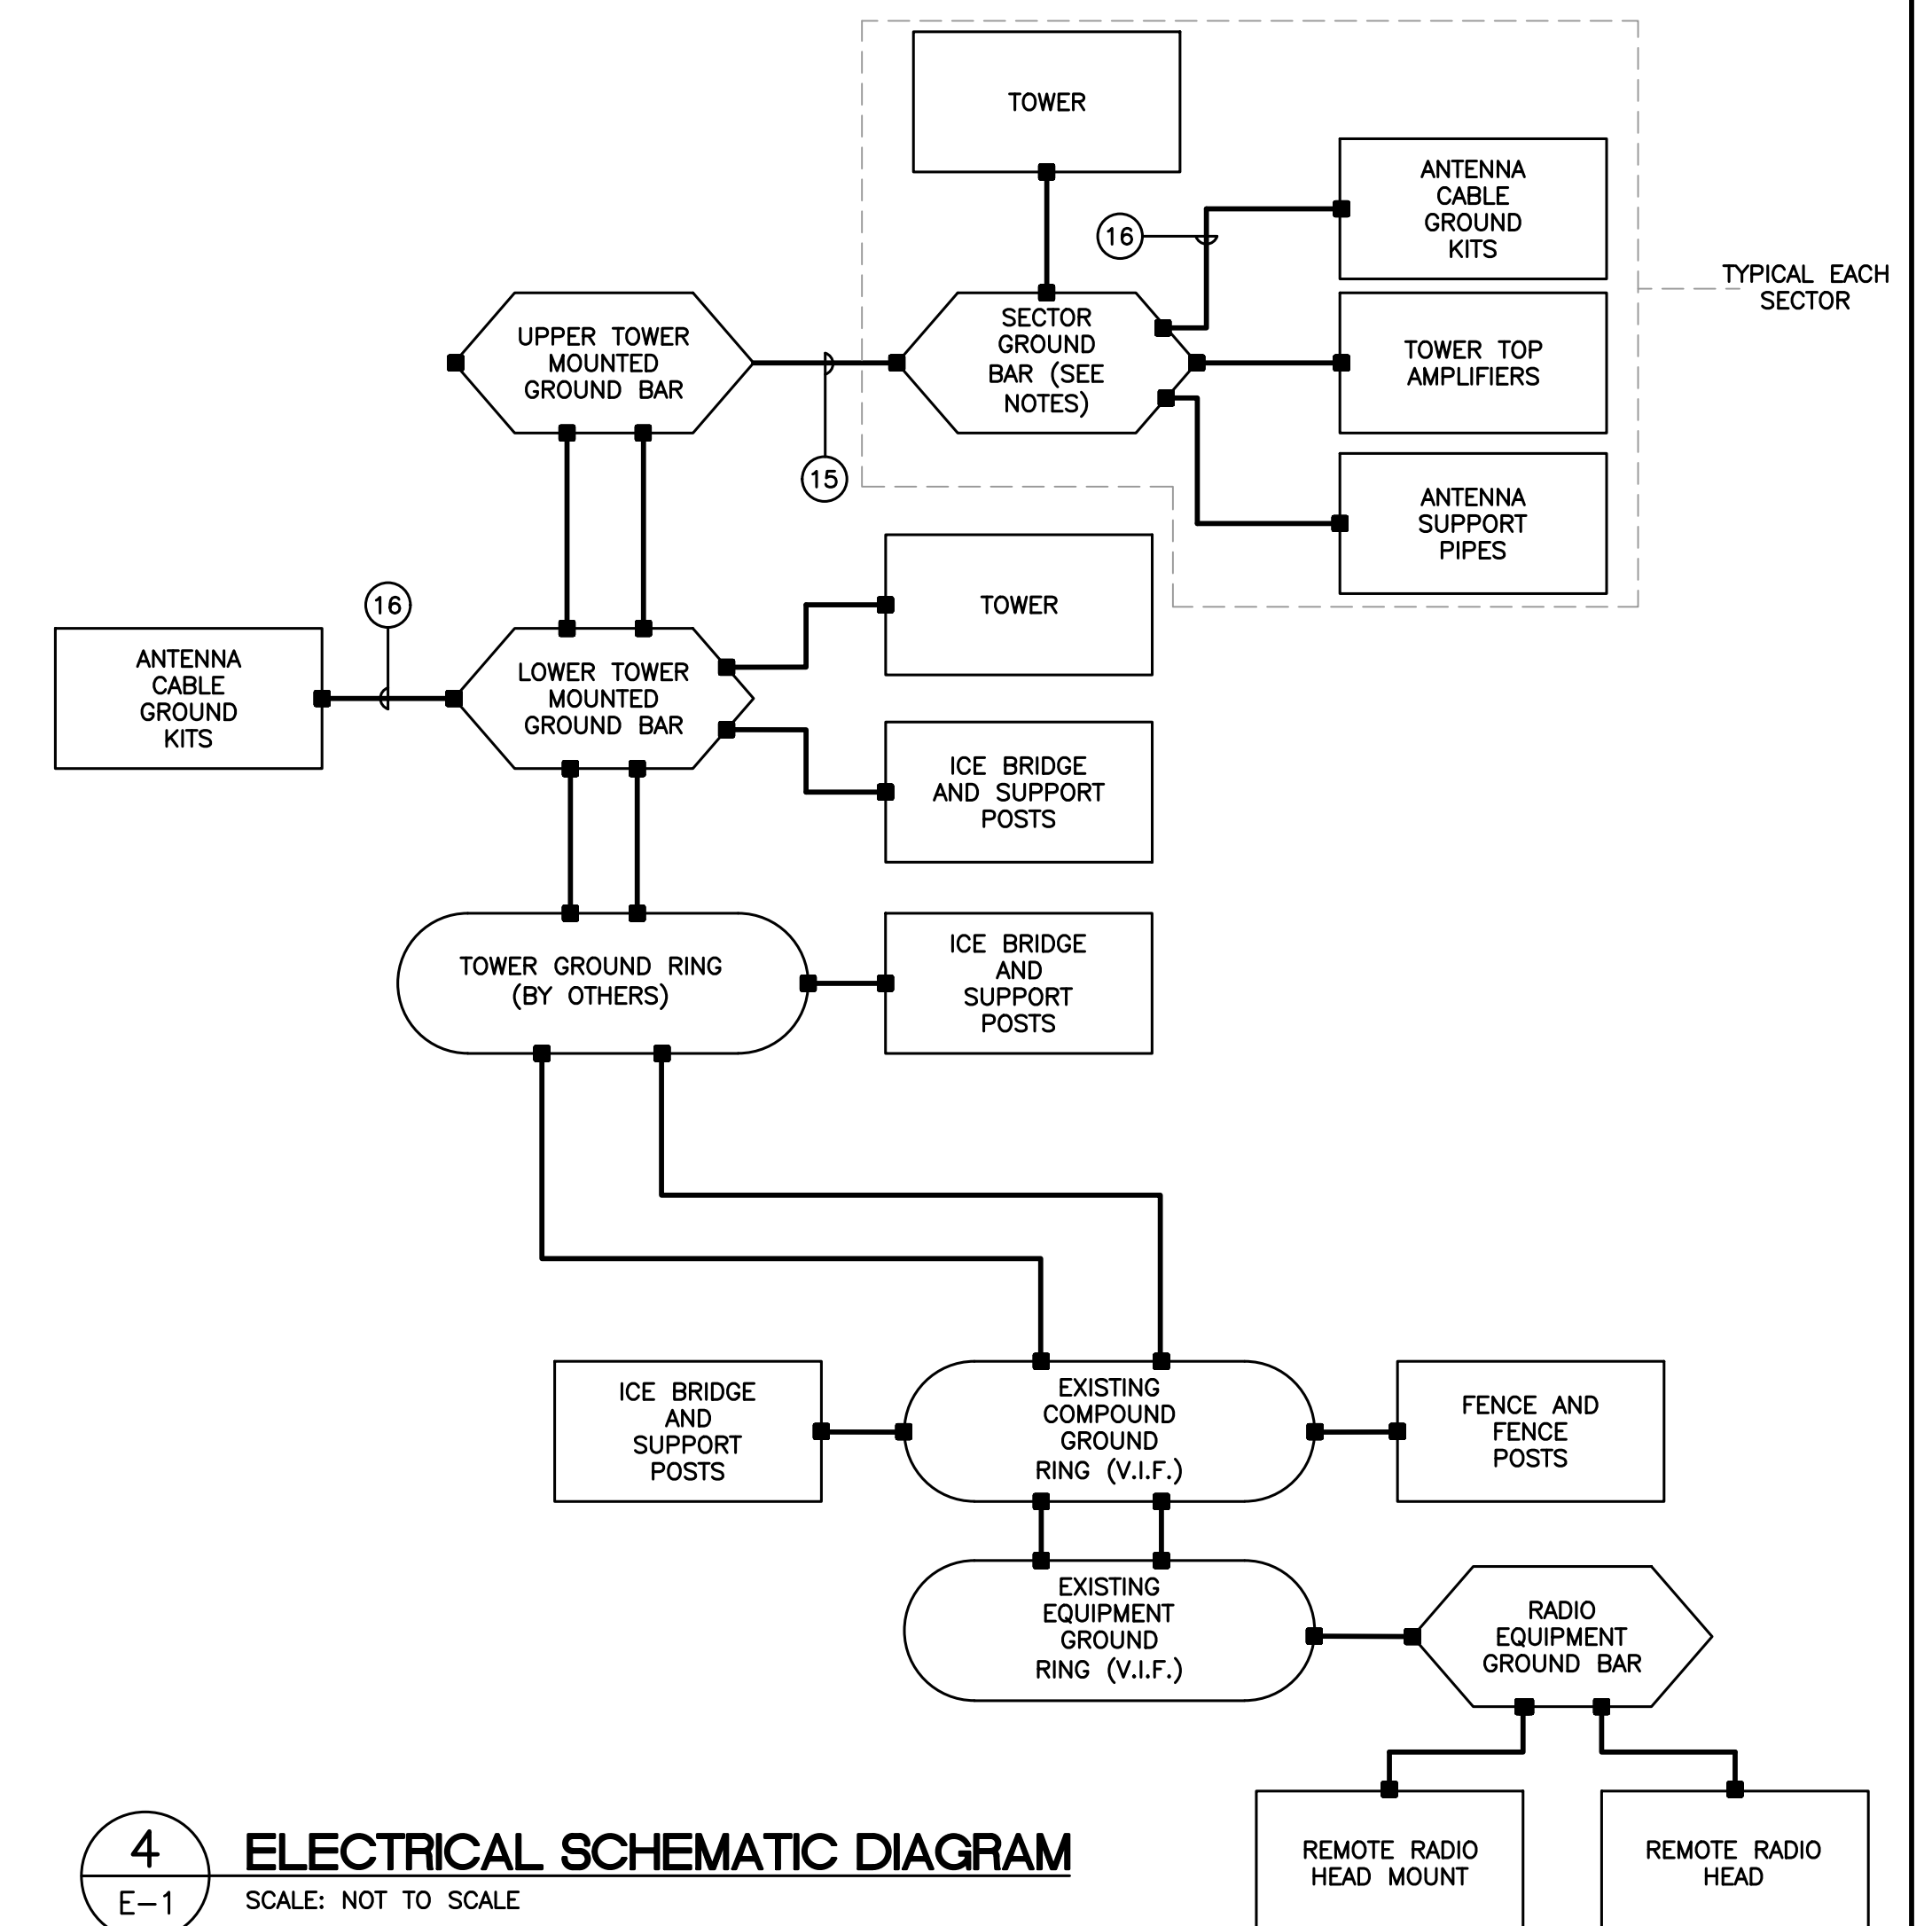 TOWER
ANTENNA
CABLE
GROUND
KITS
16
TYPICAL EACH
SECTOR
UPPER TOWER
MOUNTED
GROUND BAR
SECTOR
GROUND
BAR (SEE
NOTES)
TOWER TOP
AMPLIFIERS
15
ANTENNA
SUPPORT
PIPES
16
TOWER
ANTENNA
CABLE
GROUND
KITS
LOWER TOWER
MOUNTED
GROUND BAR
ICE BRIDGE
AND SUPPORT
POSTS
TOWER GROUND RING
(BY OTHERS)
ICE BRIDGE
AND
SUPPORT
POSTS
ICE BRIDGE
AND
SUPPORT
POSTS
EXISTING
COMPOUND
GROUND
RING (V.I.F.)
FENCE AND
FENCE
POSTS
EXISTING
EQUIPMENT
GROUND
RING (V.I.F.)
RADIO
EQUIPMENT
GROUND BAR
REMOTE RADIO
HEAD MOUNT
REMOTE RADIO
HEAD
4
E-1
ELECTRICAL SCHEMATIC DIAGRAM
SCALE: NOT TO SCALE